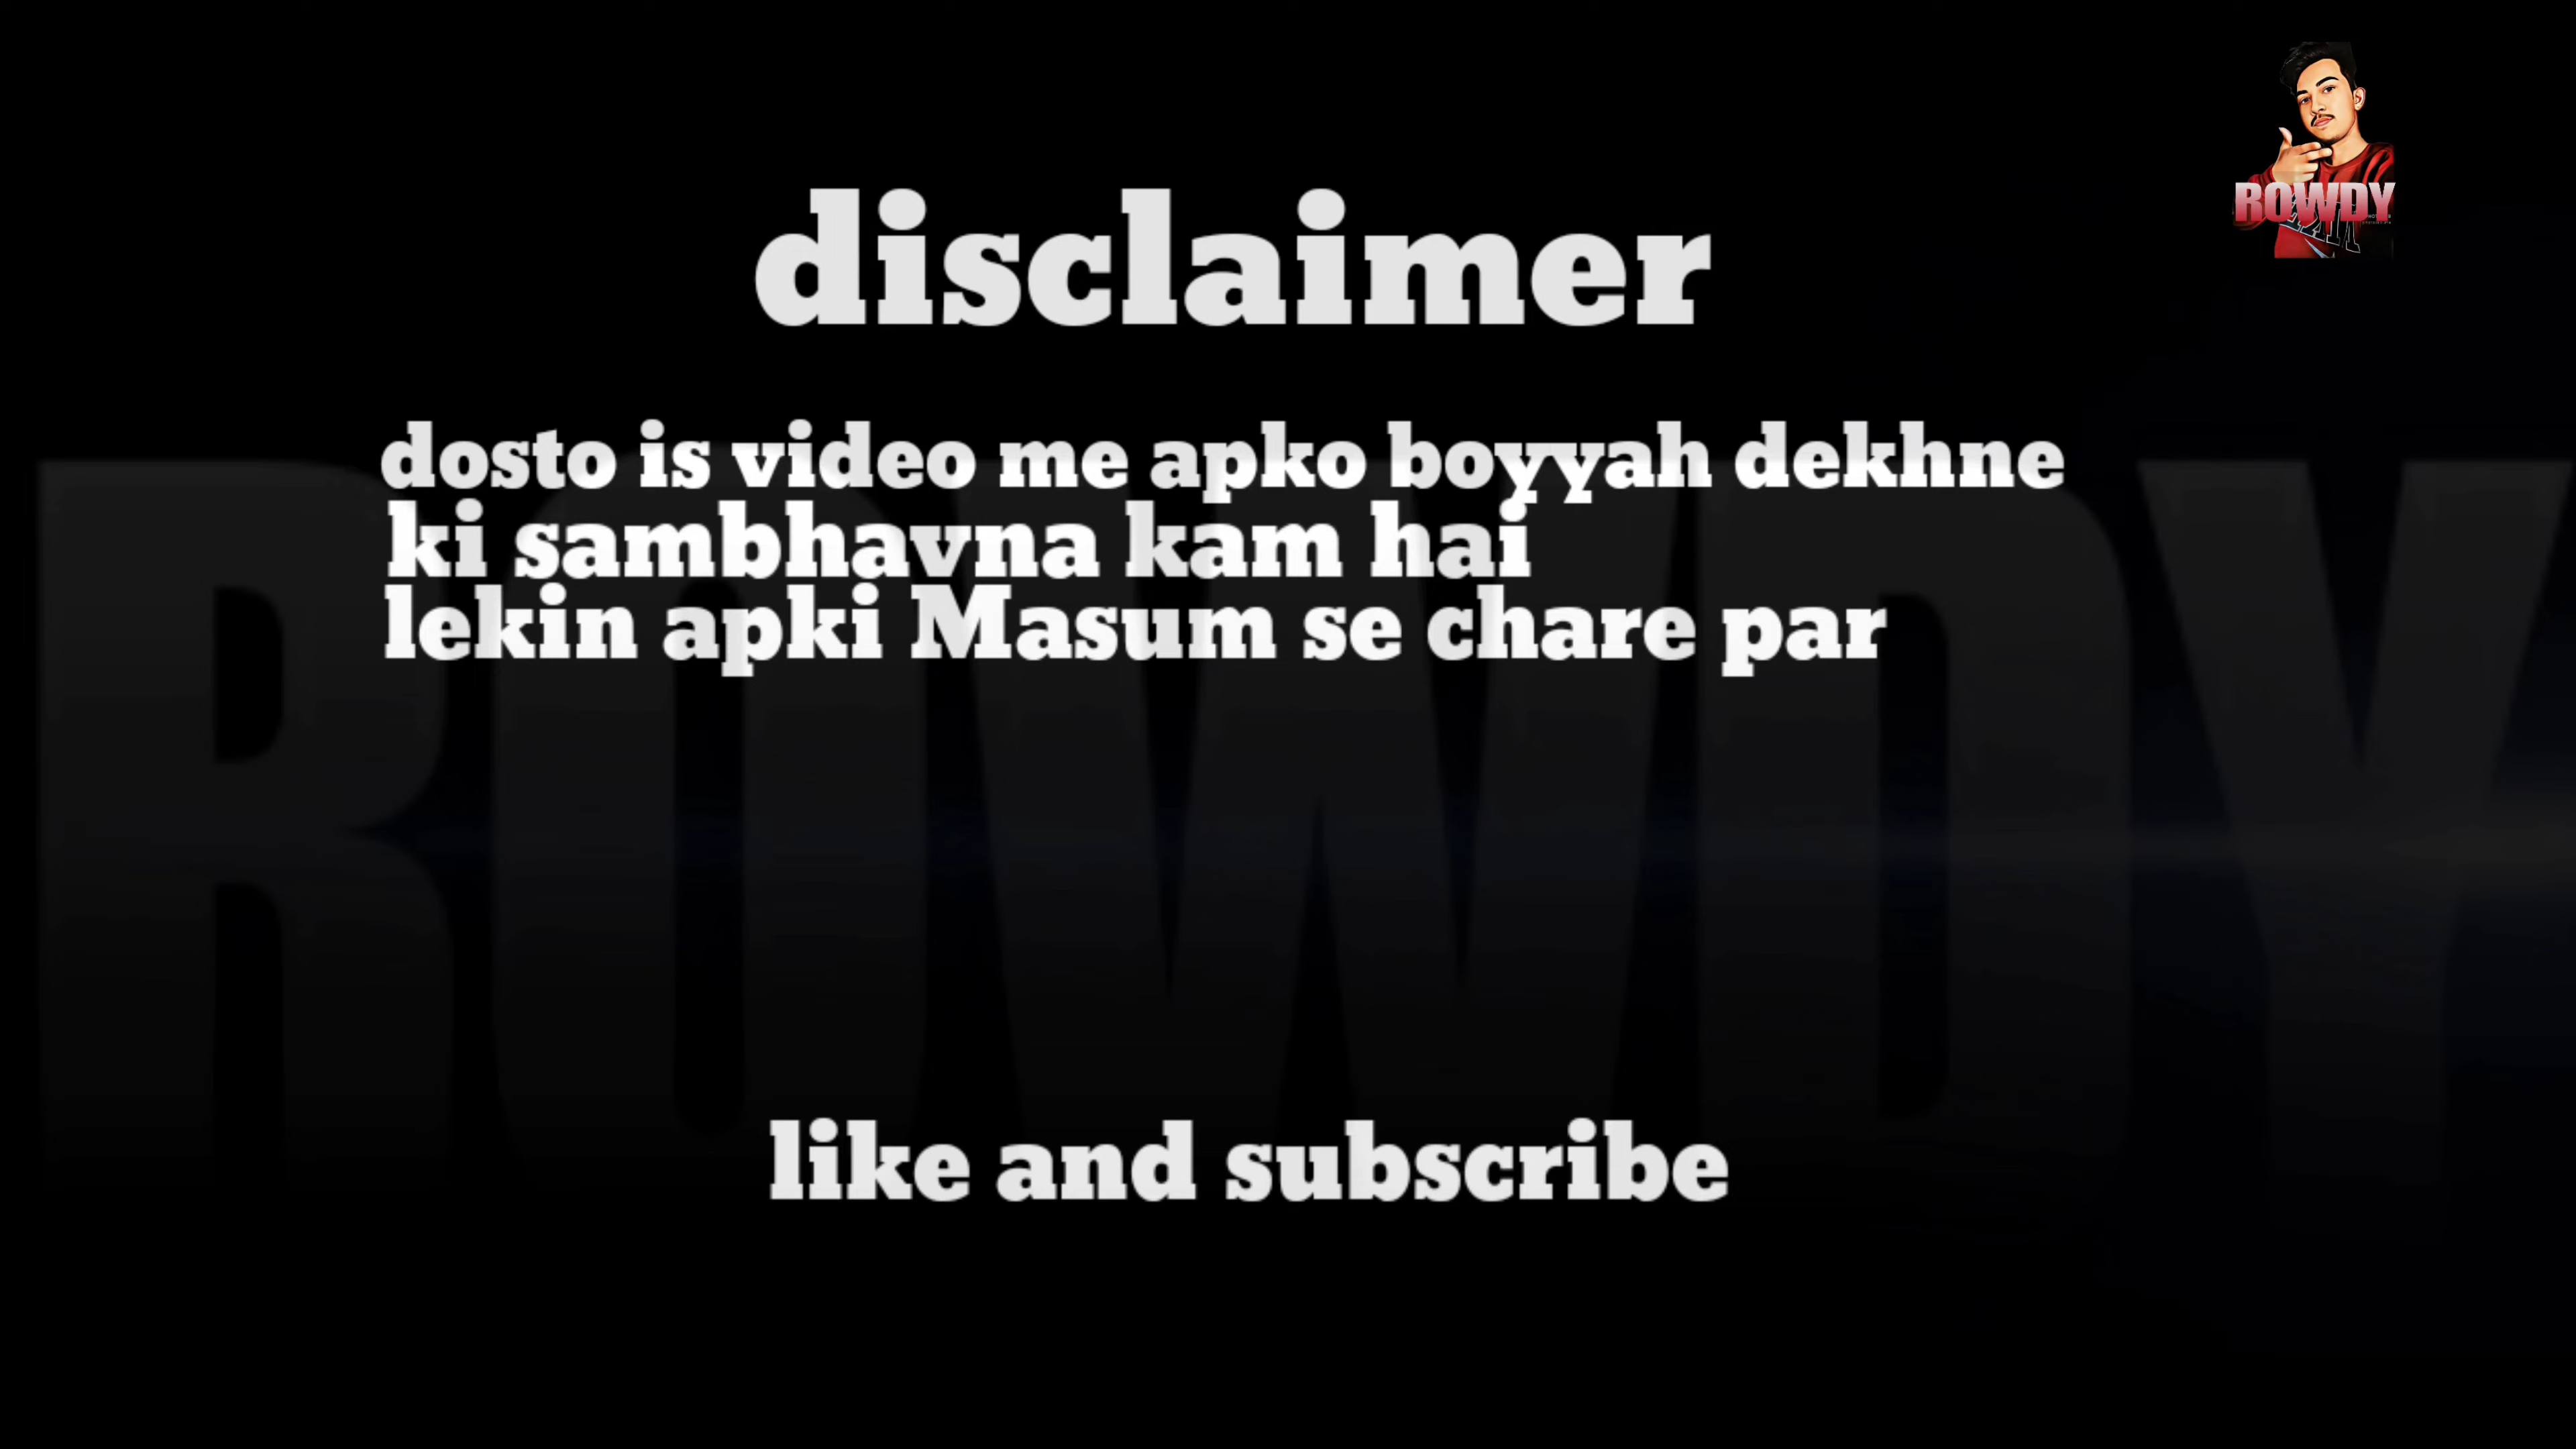 ROWDY
disclaimer
dosto is video me apko boyyah dekhne
ki sambhavna kam hai
lekin apki Masum se chare par
ROWDY
like and subscribe